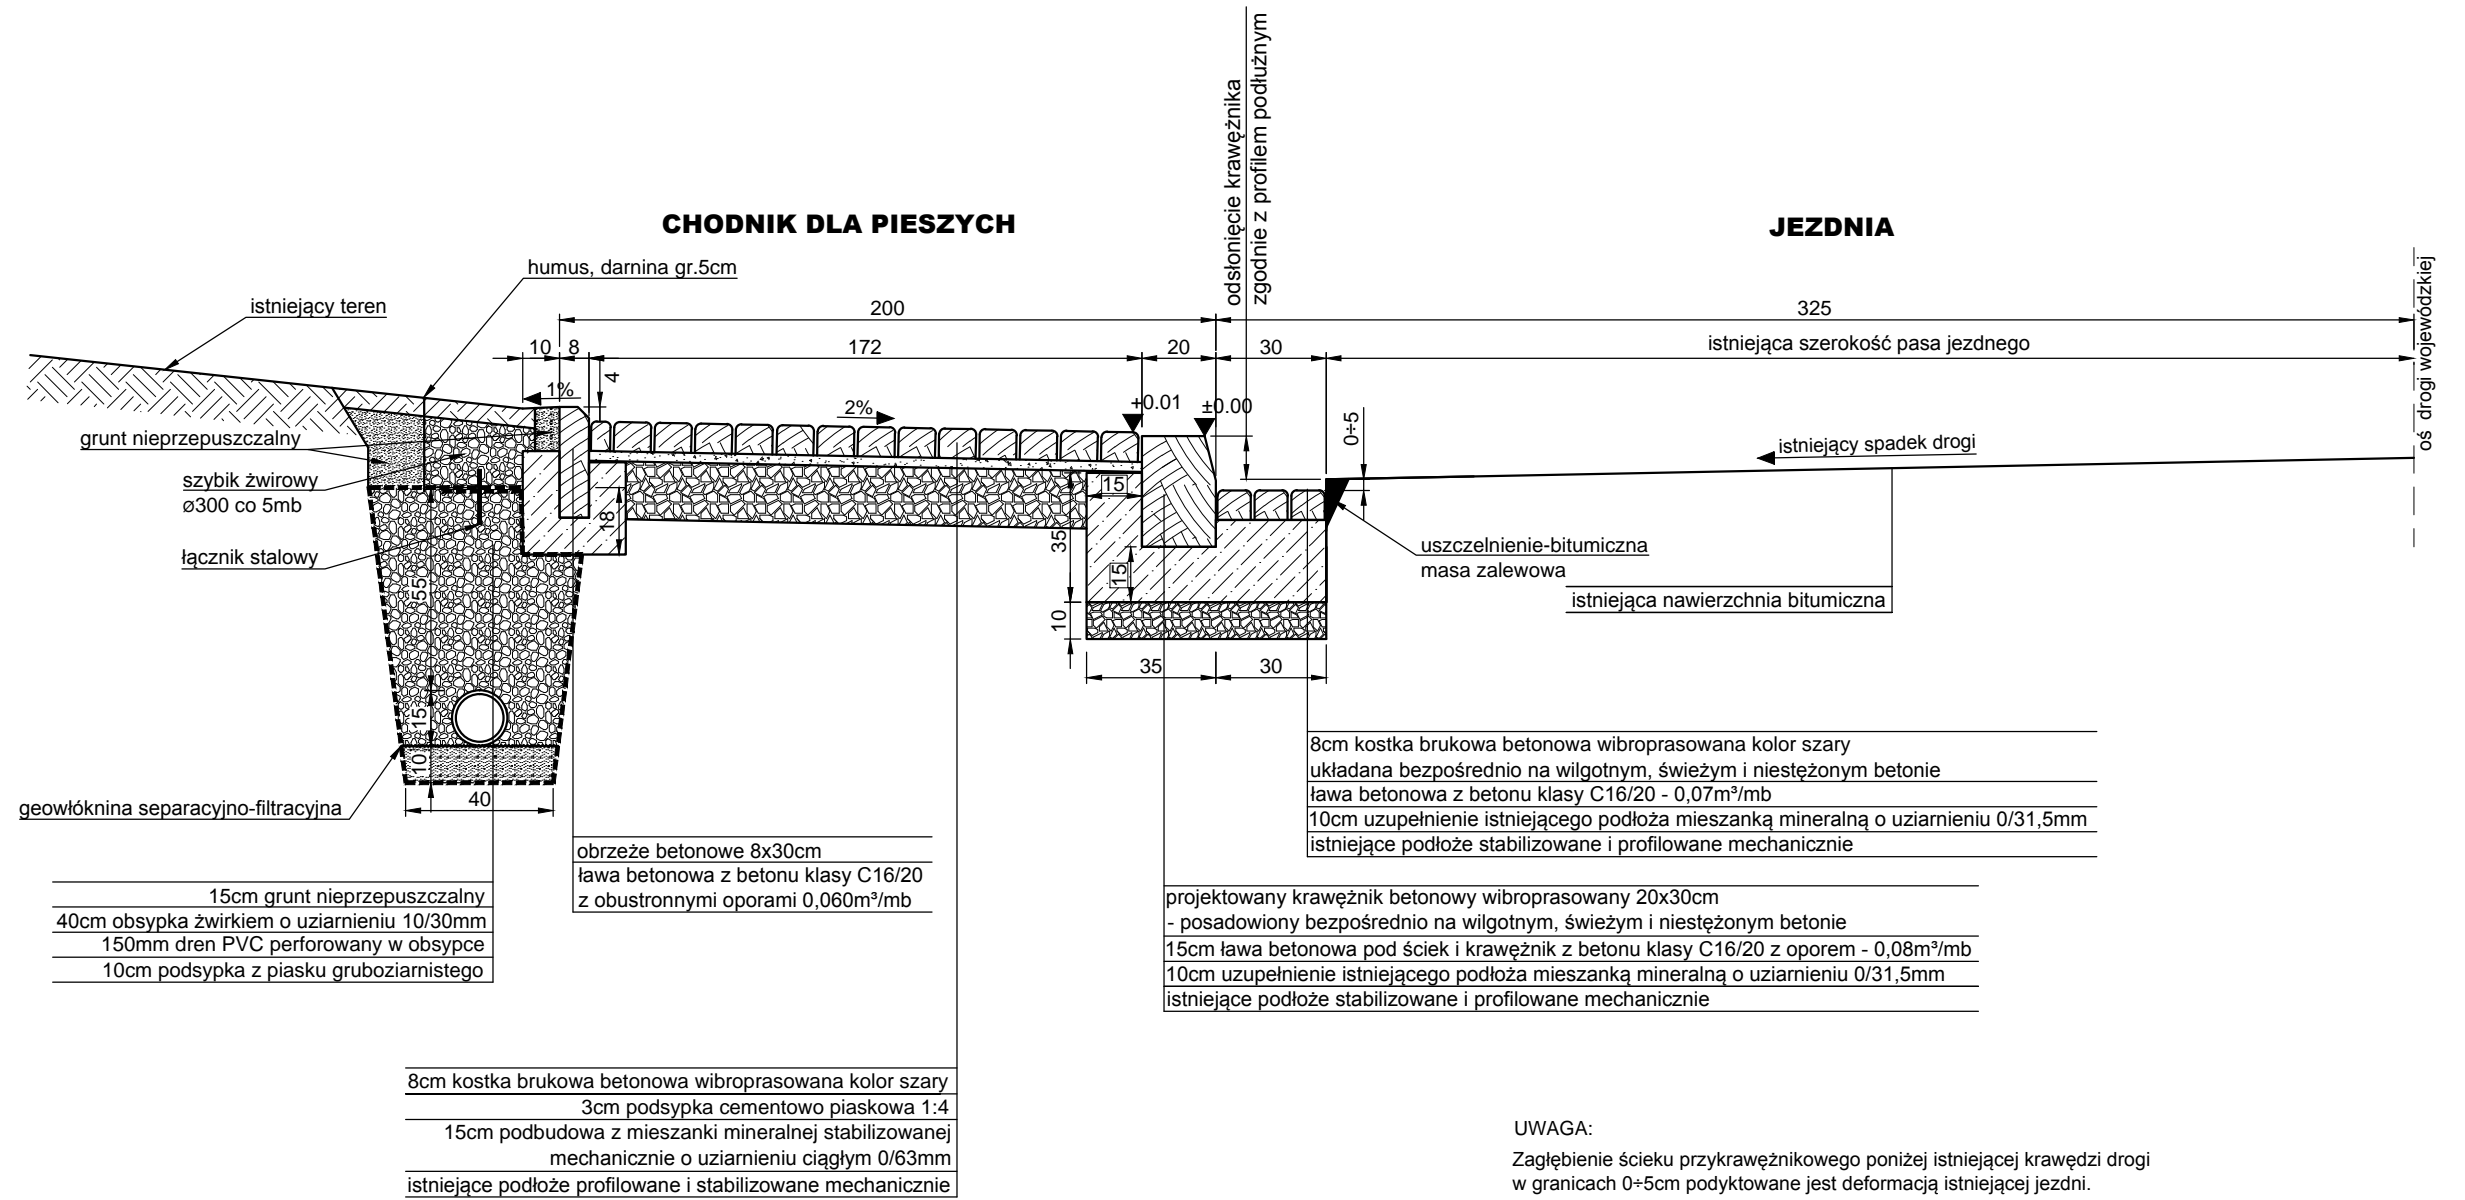 odsłonięcie krawężnika
zgodnie z profilem podłużnym
CHODNIK DLA PIESZYCH
JEZDNIA
oś drogi wojewódzkiej
humus, darnina gr.5cm
istniejący teren
200
325
10
8
172
20
30
istniejąca szerokość pasa jezdnego
4
1%
2%
+0.01
±0.00
0÷5
istniejący spadek drogi
grunt nieprzepuszczalny
szybik żwirowy
ø300 co 5mb
łącznik stalowy
15
18
35
15
10
55
15
10
40
35
30
uszczelnienie-bitumiczna
masa zalewowa
istniejąca nawierzchnia bitumiczna
geowłóknina separacyjno-filtracyjna
8cm kostka brukowa betonowa wibroprasowana kolor szary
układana bezpośrednio na wilgotnym, świeżym i niestężonym betonie
ława betonowa z betonu klasy C16/20 - 0,07m³/mb
10cm uzupełnienie istniejącego podłoża mieszanką mineralną o uziarnieniu 0/31,5mm
istniejące podłoże stabilizowane i profilowane mechanicznie
obrzeże betonowe 8x30cm
ława betonowa z betonu klasy C16/20
z obustronnymi oporami 0,060m³/mb
15cm grunt nieprzepuszczalny
40cm obsypka żwirkiem o uziarnieniu 10/30mm
150mm dren PVC perforowany w obsypce
10cm podsypka z piasku gruboziarnistego
projektowany krawężnik betonowy wibroprasowany 20x30cm
- posadowiony bezpośrednio na wilgotnym, świeżym i niestężonym betonie
15cm ława betonowa pod ściek i krawężnik z betonu klasy C16/20 z oporem - 0,08m³/mb
10cm uzupełnienie istniejącego podłoża mieszanką mineralną o uziarnieniu 0/31,5mm
istniejące podłoże stabilizowane i profilowane mechanicznie
8cm kostka brukowa betonowa wibroprasowana kolor szary
3cm podsypka cementowo piaskowa 1:4
15cm podbudowa z mieszanki mineralnej stabilizowanej
mechanicznie o uziarnieniu ciągłym 0/63mm
istniejące podłoże profilowane i stabilizowane mechanicznie
UWAGA:
Zagłębienie ścieku przykrawężnikowego poniżej istniejącej krawędzi drogi
w granicach 0÷5cm podyktowane jest deformacją istniejącej jezdni.